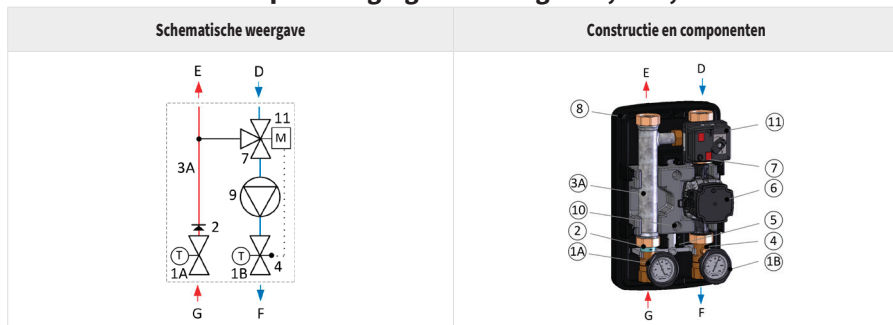 Schematische weergave
Constructie en componenten
E D
11
M
7
3A
9
2
T T
1A 1B 4
G F
E D
8
11
7
3A
6
10
5
2
4
1A
1B
G F